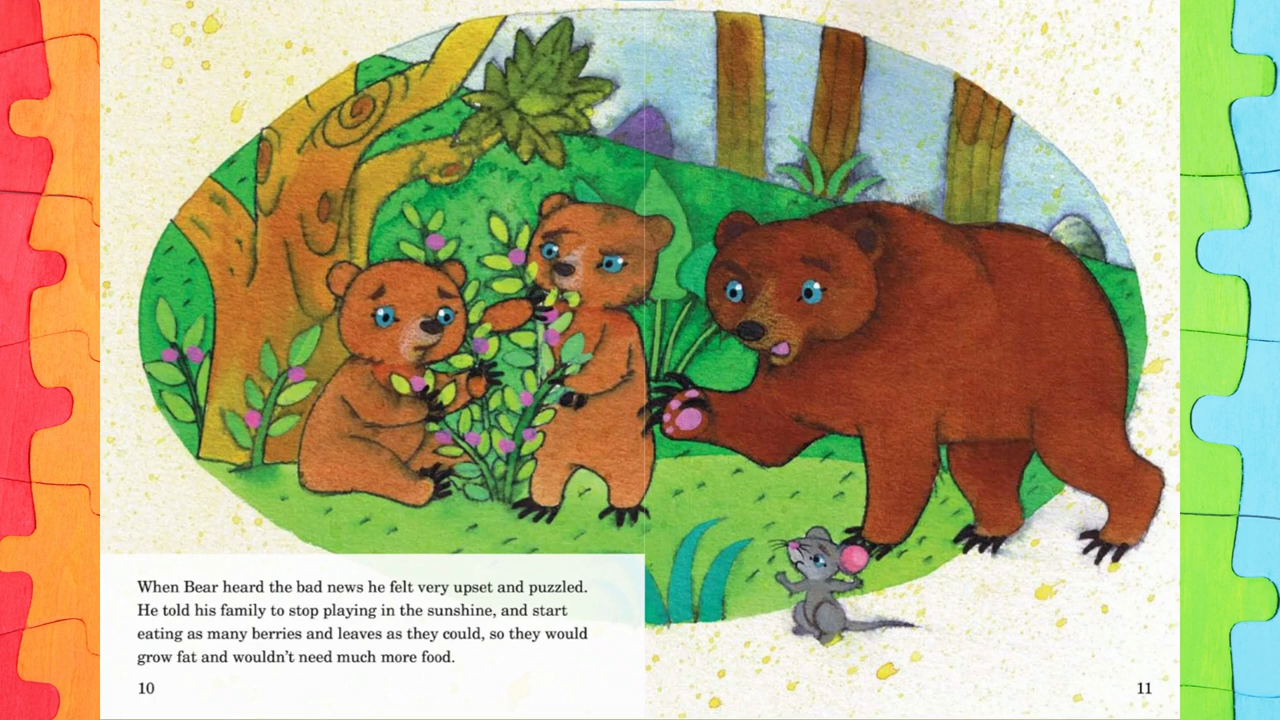 When Bear heard the bad news he felt very upset and puzzled.
He told his family to stop playing in the sunshine, and start
eating as many berries and leaves as they could, so they would
grow fat and wouldn't need much more food.
10
11